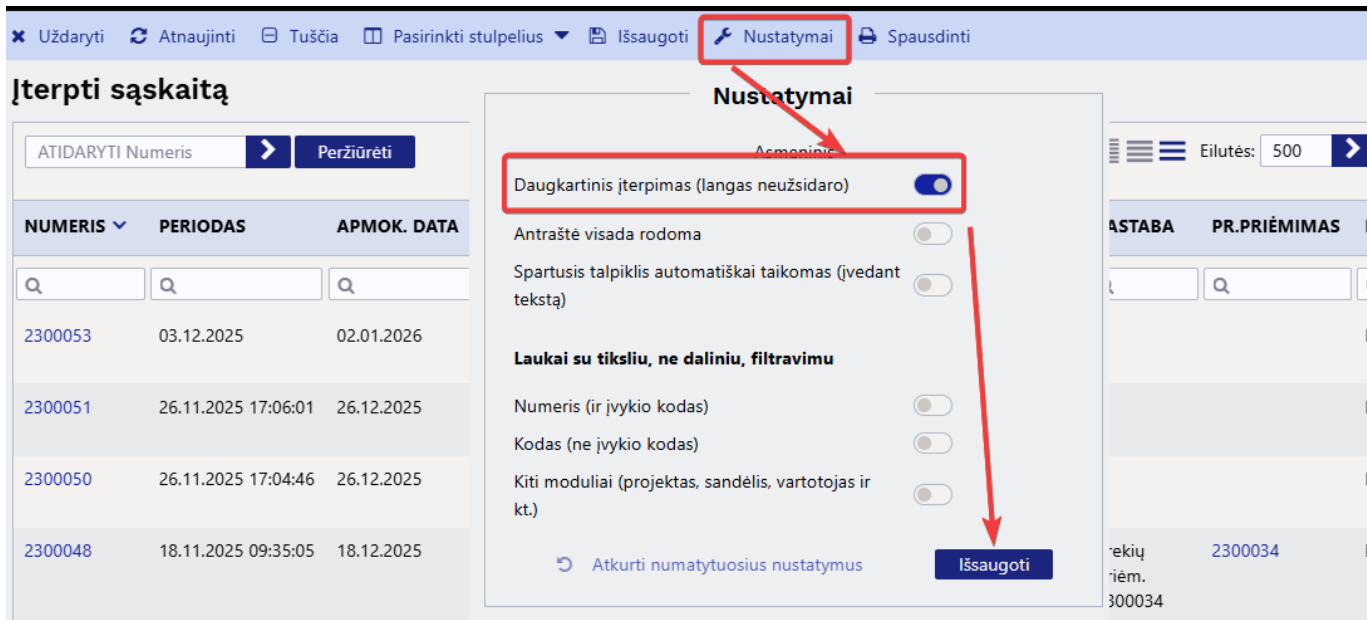 Uždaryti Atnaujinti Tuščia Pasirinkti stulpelius Išsaugoti Nustatymai Spausdinti
Įterpti sąskaitą
Nustatymai
ATIDARYTI Numeris Peržiūrėti
Asmeninis
Eilutės: 500
Daugkartinis įterpimas (langas neužsidaro)
NUMERIS PERIODAS APMOK. DATA
PR.PRIĖMIMAS
Antraštė visada rodoma
Spartusis talpiklis automatiškai taikomas (įvedant
tekstą)
2300053 03.12.2025 02.01.2026
Laukai su tiksliu, ne daliniu, filtravimu
2300051 26.11.2025 17:06:01 26.12.2025
Numeris (ir įvykio kodas)
Kodas (ne įvykio kodas)
2300050 26.11.2025 17:04:46 26.12.2025
Kiti moduliai (projektas, sandėlis, vartotojas ir
kt.)
2300048 18.11.2025 09:35:05 18.12.2025
2300034
Atkurti numatytuosius nustatymus Išsaugoti